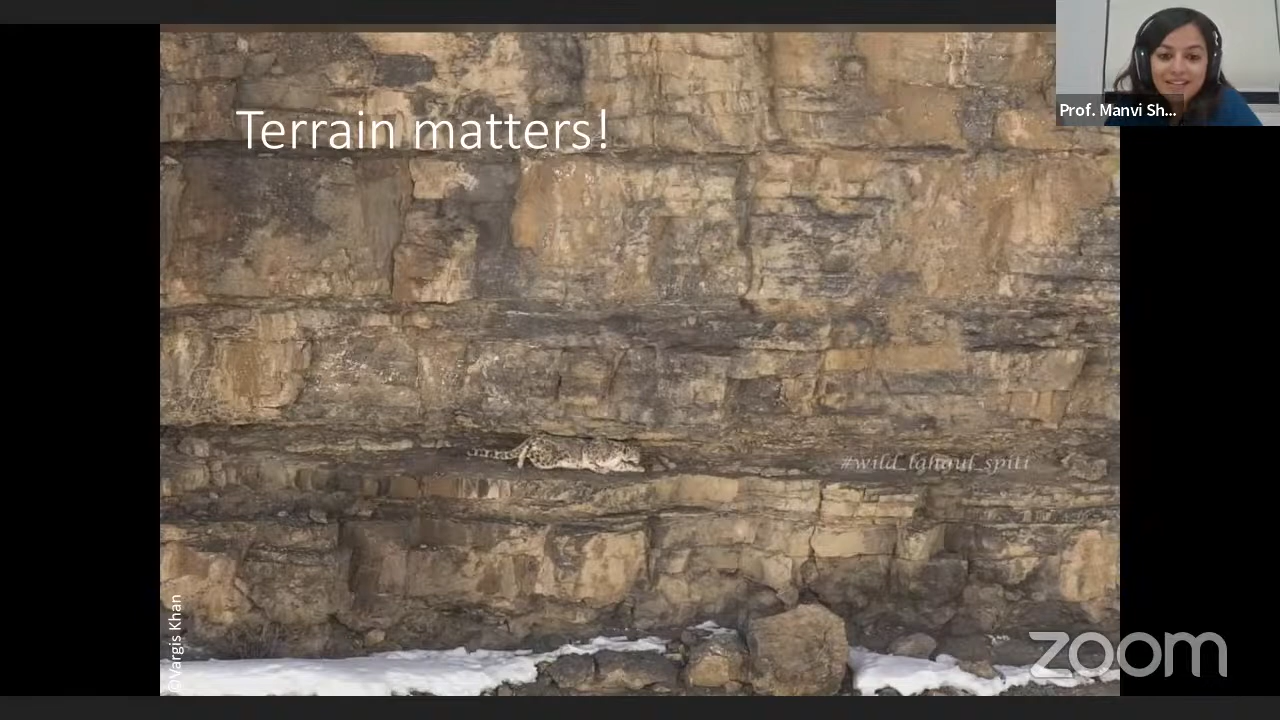 Prof. Manvi Sh...
Terrain matters!
#wild_lahaul_spiti
©Vargis Khan
zoom